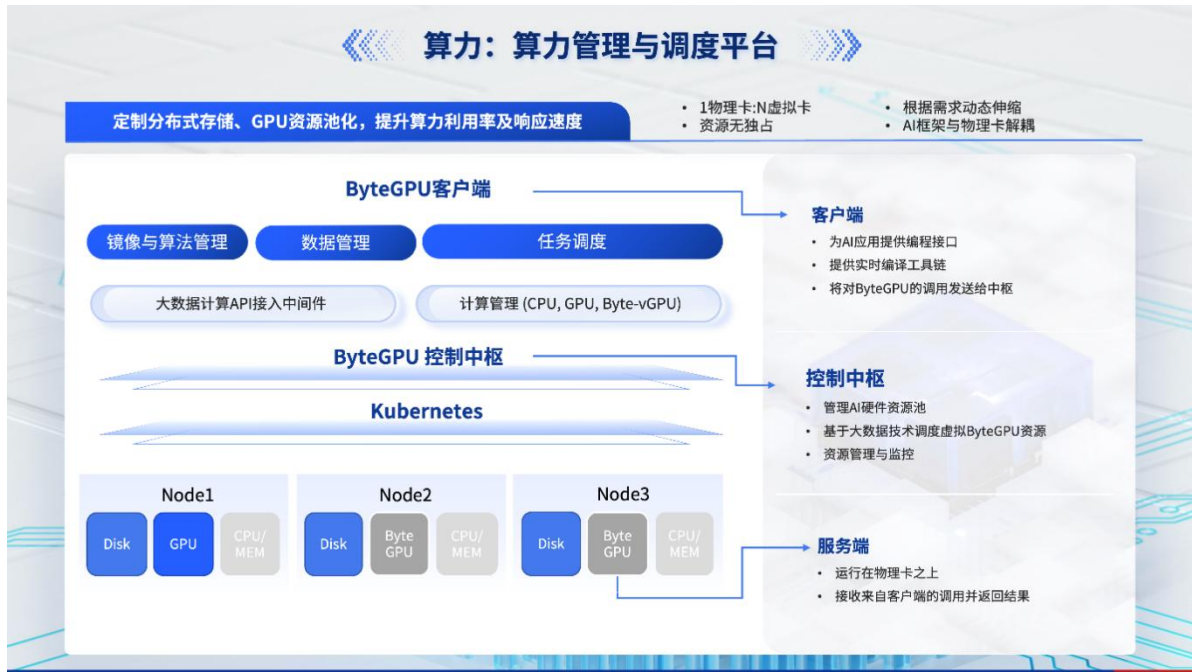 算力：算力管理与调度平台
定制分布式存储、GPU资源池化，提升算力利用率及响应速度
• 1物理卡:N虚拟卡
• 资源无独占
• 根据需求动态伸缩
• AI框架与物理卡解耦
ByteGPU客户端
镜像与算法管理
数据管理
任务调度
大数据计算API接入中间件
计算管理 (CPU, GPU, Byte-vGPU)
ByteGPU 控制中枢
Kubernetes
Node1
Disk
GPU
CPU/
MEM
Node2
Disk
Byte
GPU
CPU/
MEM
Node3
Disk
Byte
GPU
CPU/
MEM
客户端
• 为AI应用提供编程接口
• 提供实时编译工具链
• 将对ByteGPU的调用发送给中枢
控制中枢
• 管理AI硬件资源池
• 基于大数据技术调度虚拟ByteGPU资源
• 资源管理与监控
服务端
• 运行在物理卡之上
• 接收来自客户端的调用并返回结果